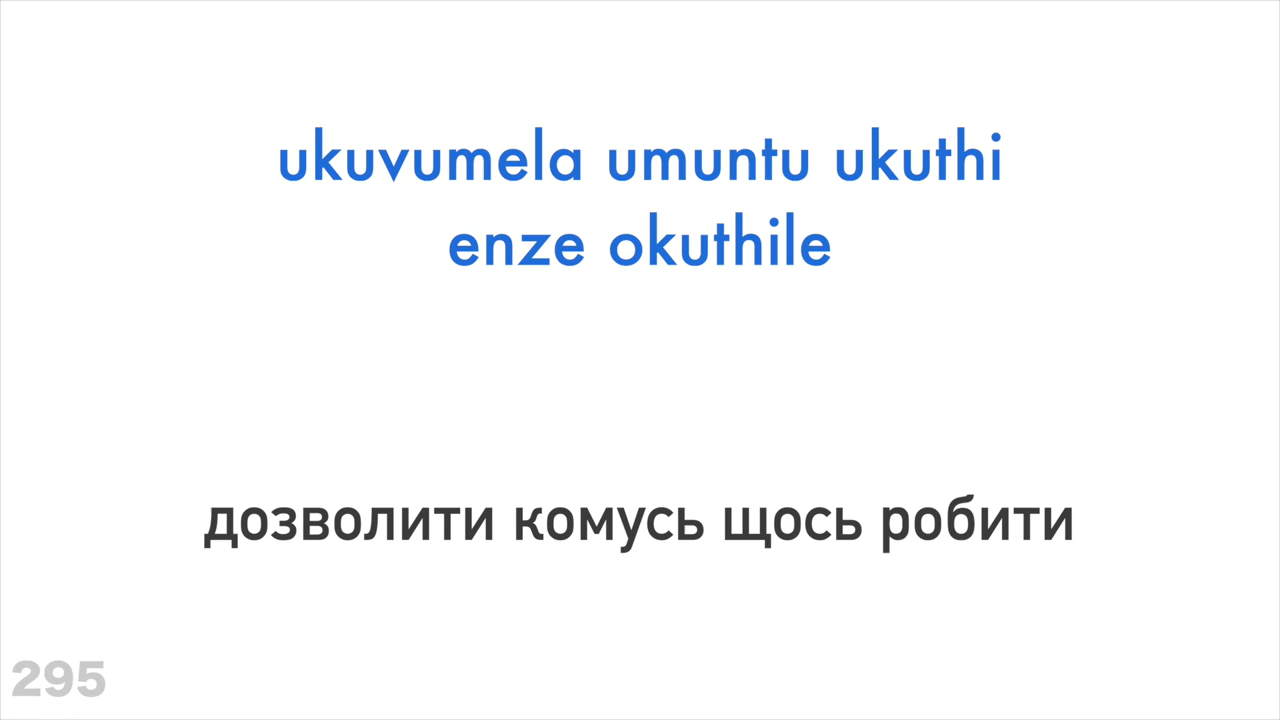 ukuvumela umuntu ukuthi
enze okuthile
дозволити комусь щось робити
295